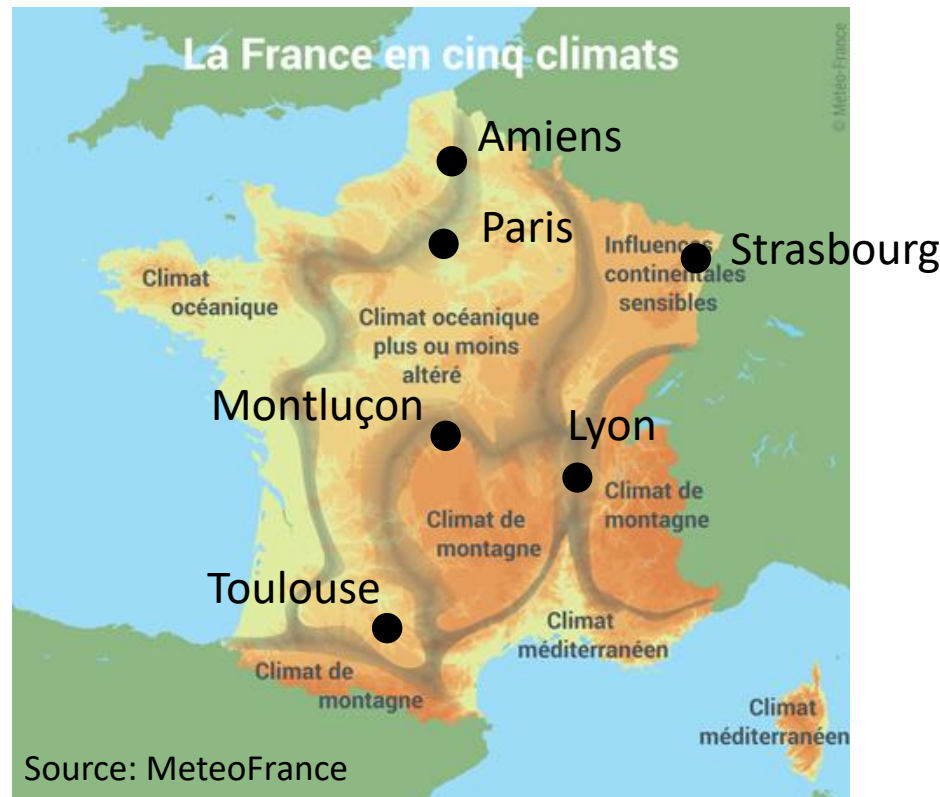 La France en cinq climats
© Météo-France
Amiens
Paris
Strasbourg
Influences
continentales
sensibles
Climat
océanique
Climat océanique
plus ou moins
altéré
Montluçon
Lyon
Climat de
montagne
Climat de
montagne
Toulouse
Climat
méditerranéen
Climat de
montagne
Climat
méditerranéen
Source: MeteoFrance